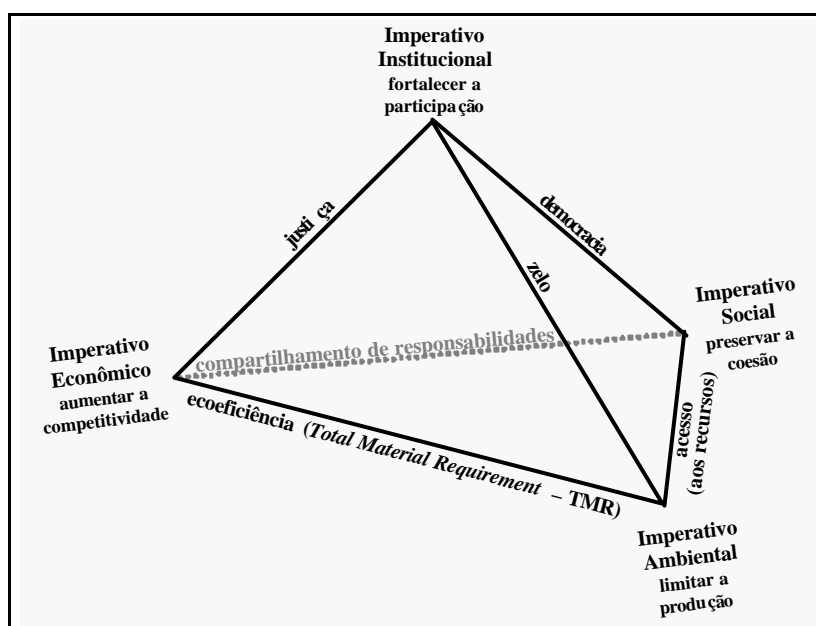 Imperativo
Institucional
fortalecer a
participação
justiça
democracia
zelo
Imperativo
Social
preservar a
coesão
compartilhamento de responsabilidades
Imperativo
Econômico
aumentar a
competitividade
ecoeficiência (Total Material Requirement – TMR)
acesso
(aos recursos)
Imperativo
Ambiental
limitar a
produção